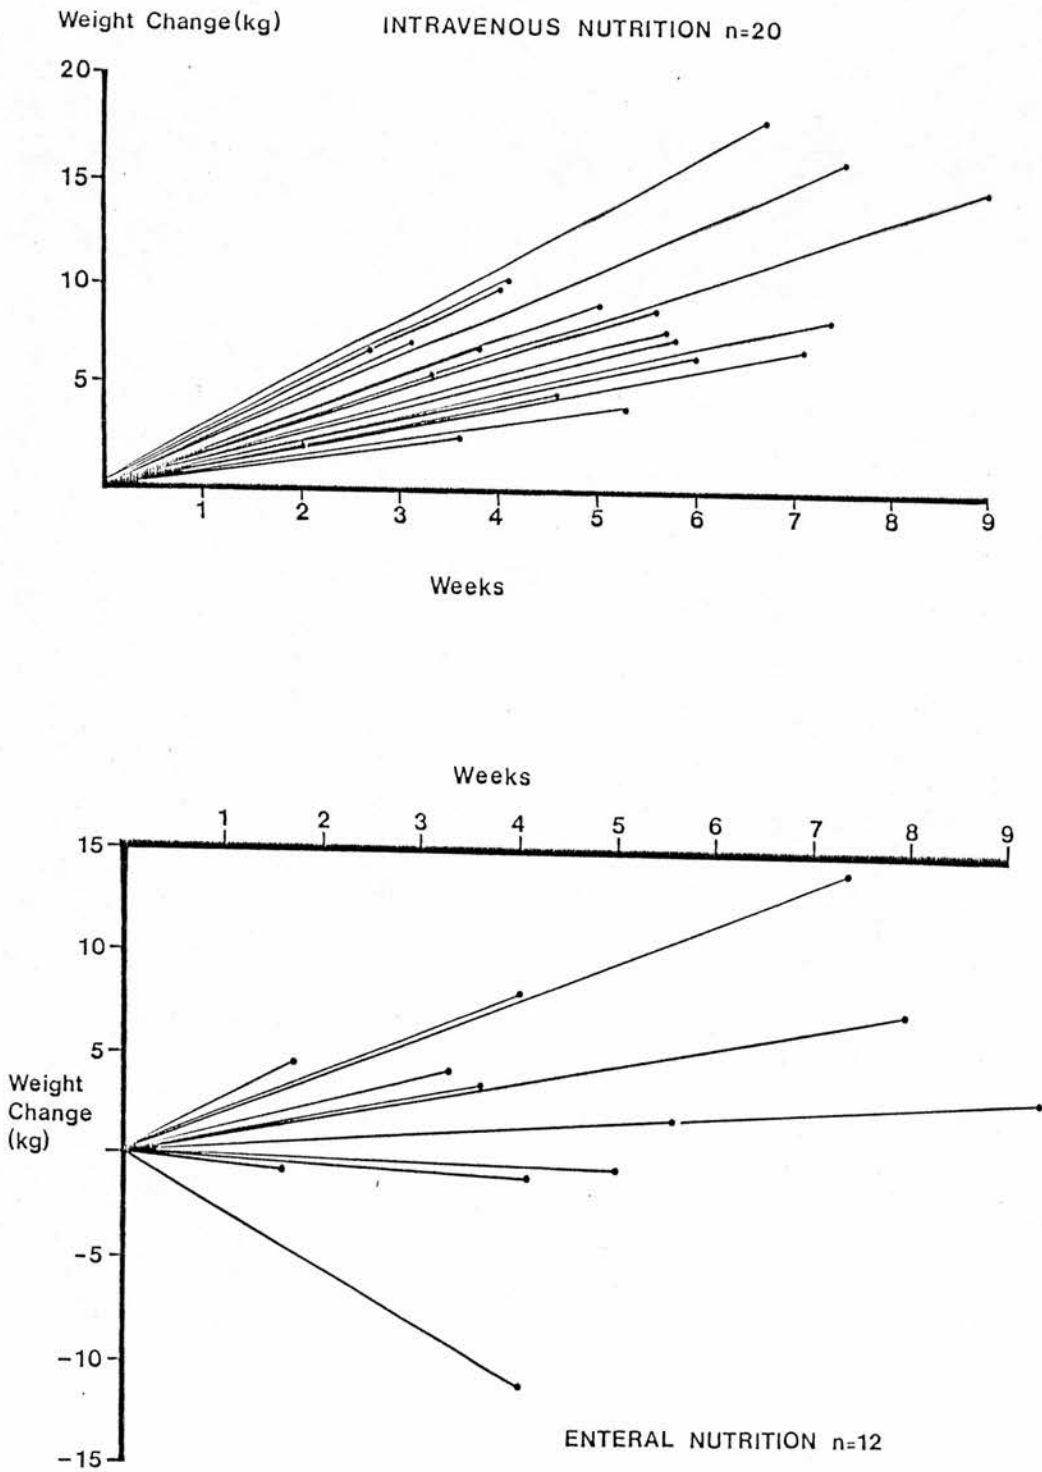 Weight Change(kg)
INTRAVENOUS NUTRITION n=20
20
15
10
5
1 2 3 4 5 6 7 8 9
Weeks
Weeks
1 2 3 4 5 6 7 8 9
15
10
5
Weight
Change
(kg)
-5
-10
-15
ENTERAL NUTRITION n=12